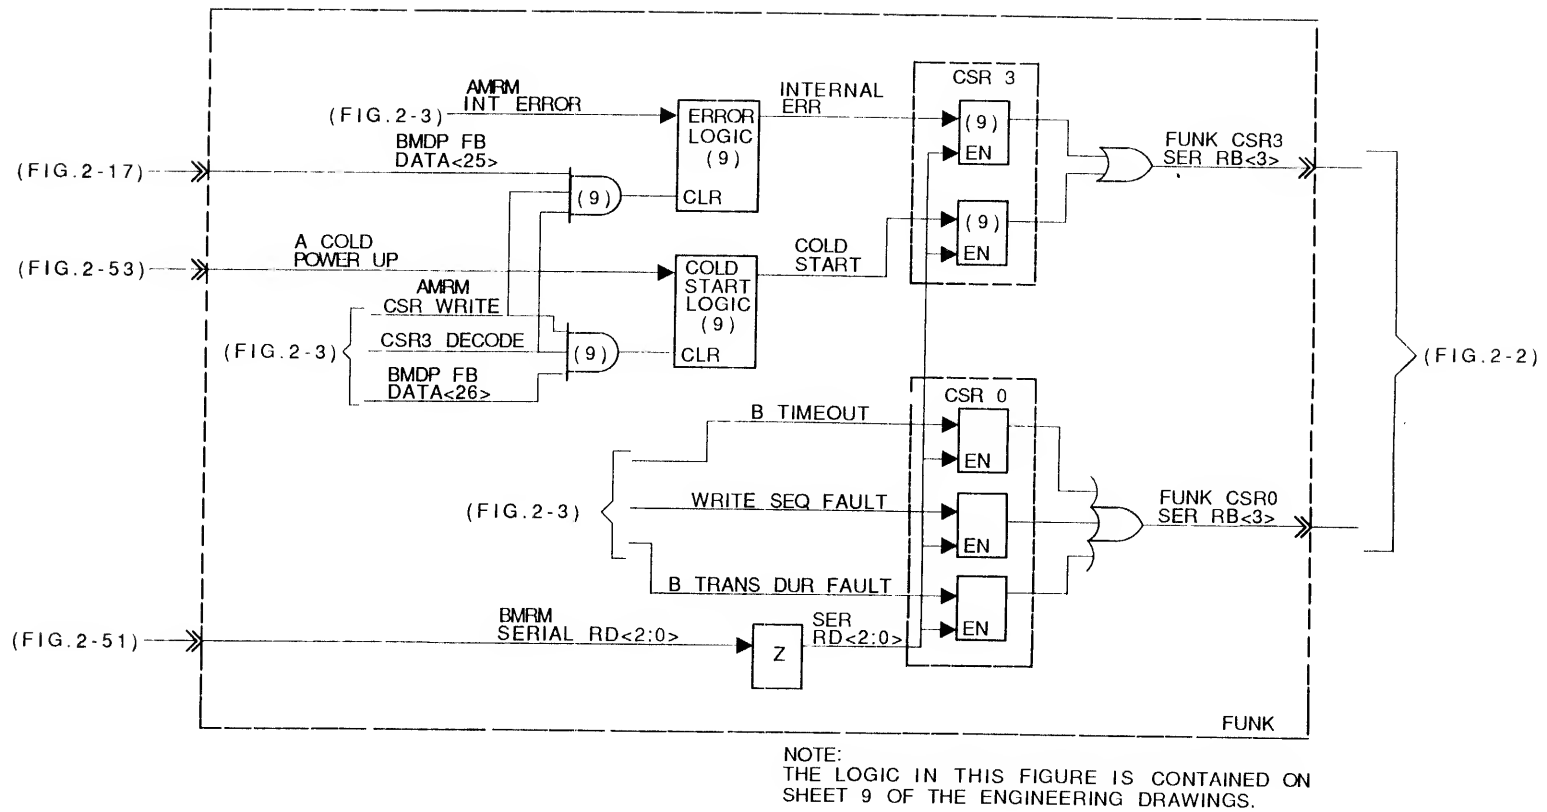 AMRM
INT ERROR
(FIG.2-3)
BMDP FB
DATA<25>
(FIG.2-17)
(9)
ERROR
LOGIC
(9)
CLR
INTERNAL
ERR
CSR 3
(9)
EN
(9)
EN
FUNK CSR3
SER RB<3>
A COLD
POWER UP
(FIG.2-53)
COLD
START
LOGIC
(9)
CLR
COLD
START
AMRM
CSR WRITE
CSR3 DECODE
(FIG.2-3)
BMDP FB
DATA<26>
(9)
(FIG.2-2)
CSR 0
B TIMEOUT
EN
WRITE SEQ FAULT
(FIG.2-3)
EN
FUNK CSR0
SER RB<3>
B TRANS DUR FAULT
EN
BMRM
SERIAL RD<2:0>
(FIG.2-51)
Z
SER
RD<2:0>
FUNK
NOTE:
THE LOGIC IN THIS FIGURE IS CONTAINED ON
SHEET 9 OF THE ENGINEERING DRAWINGS.